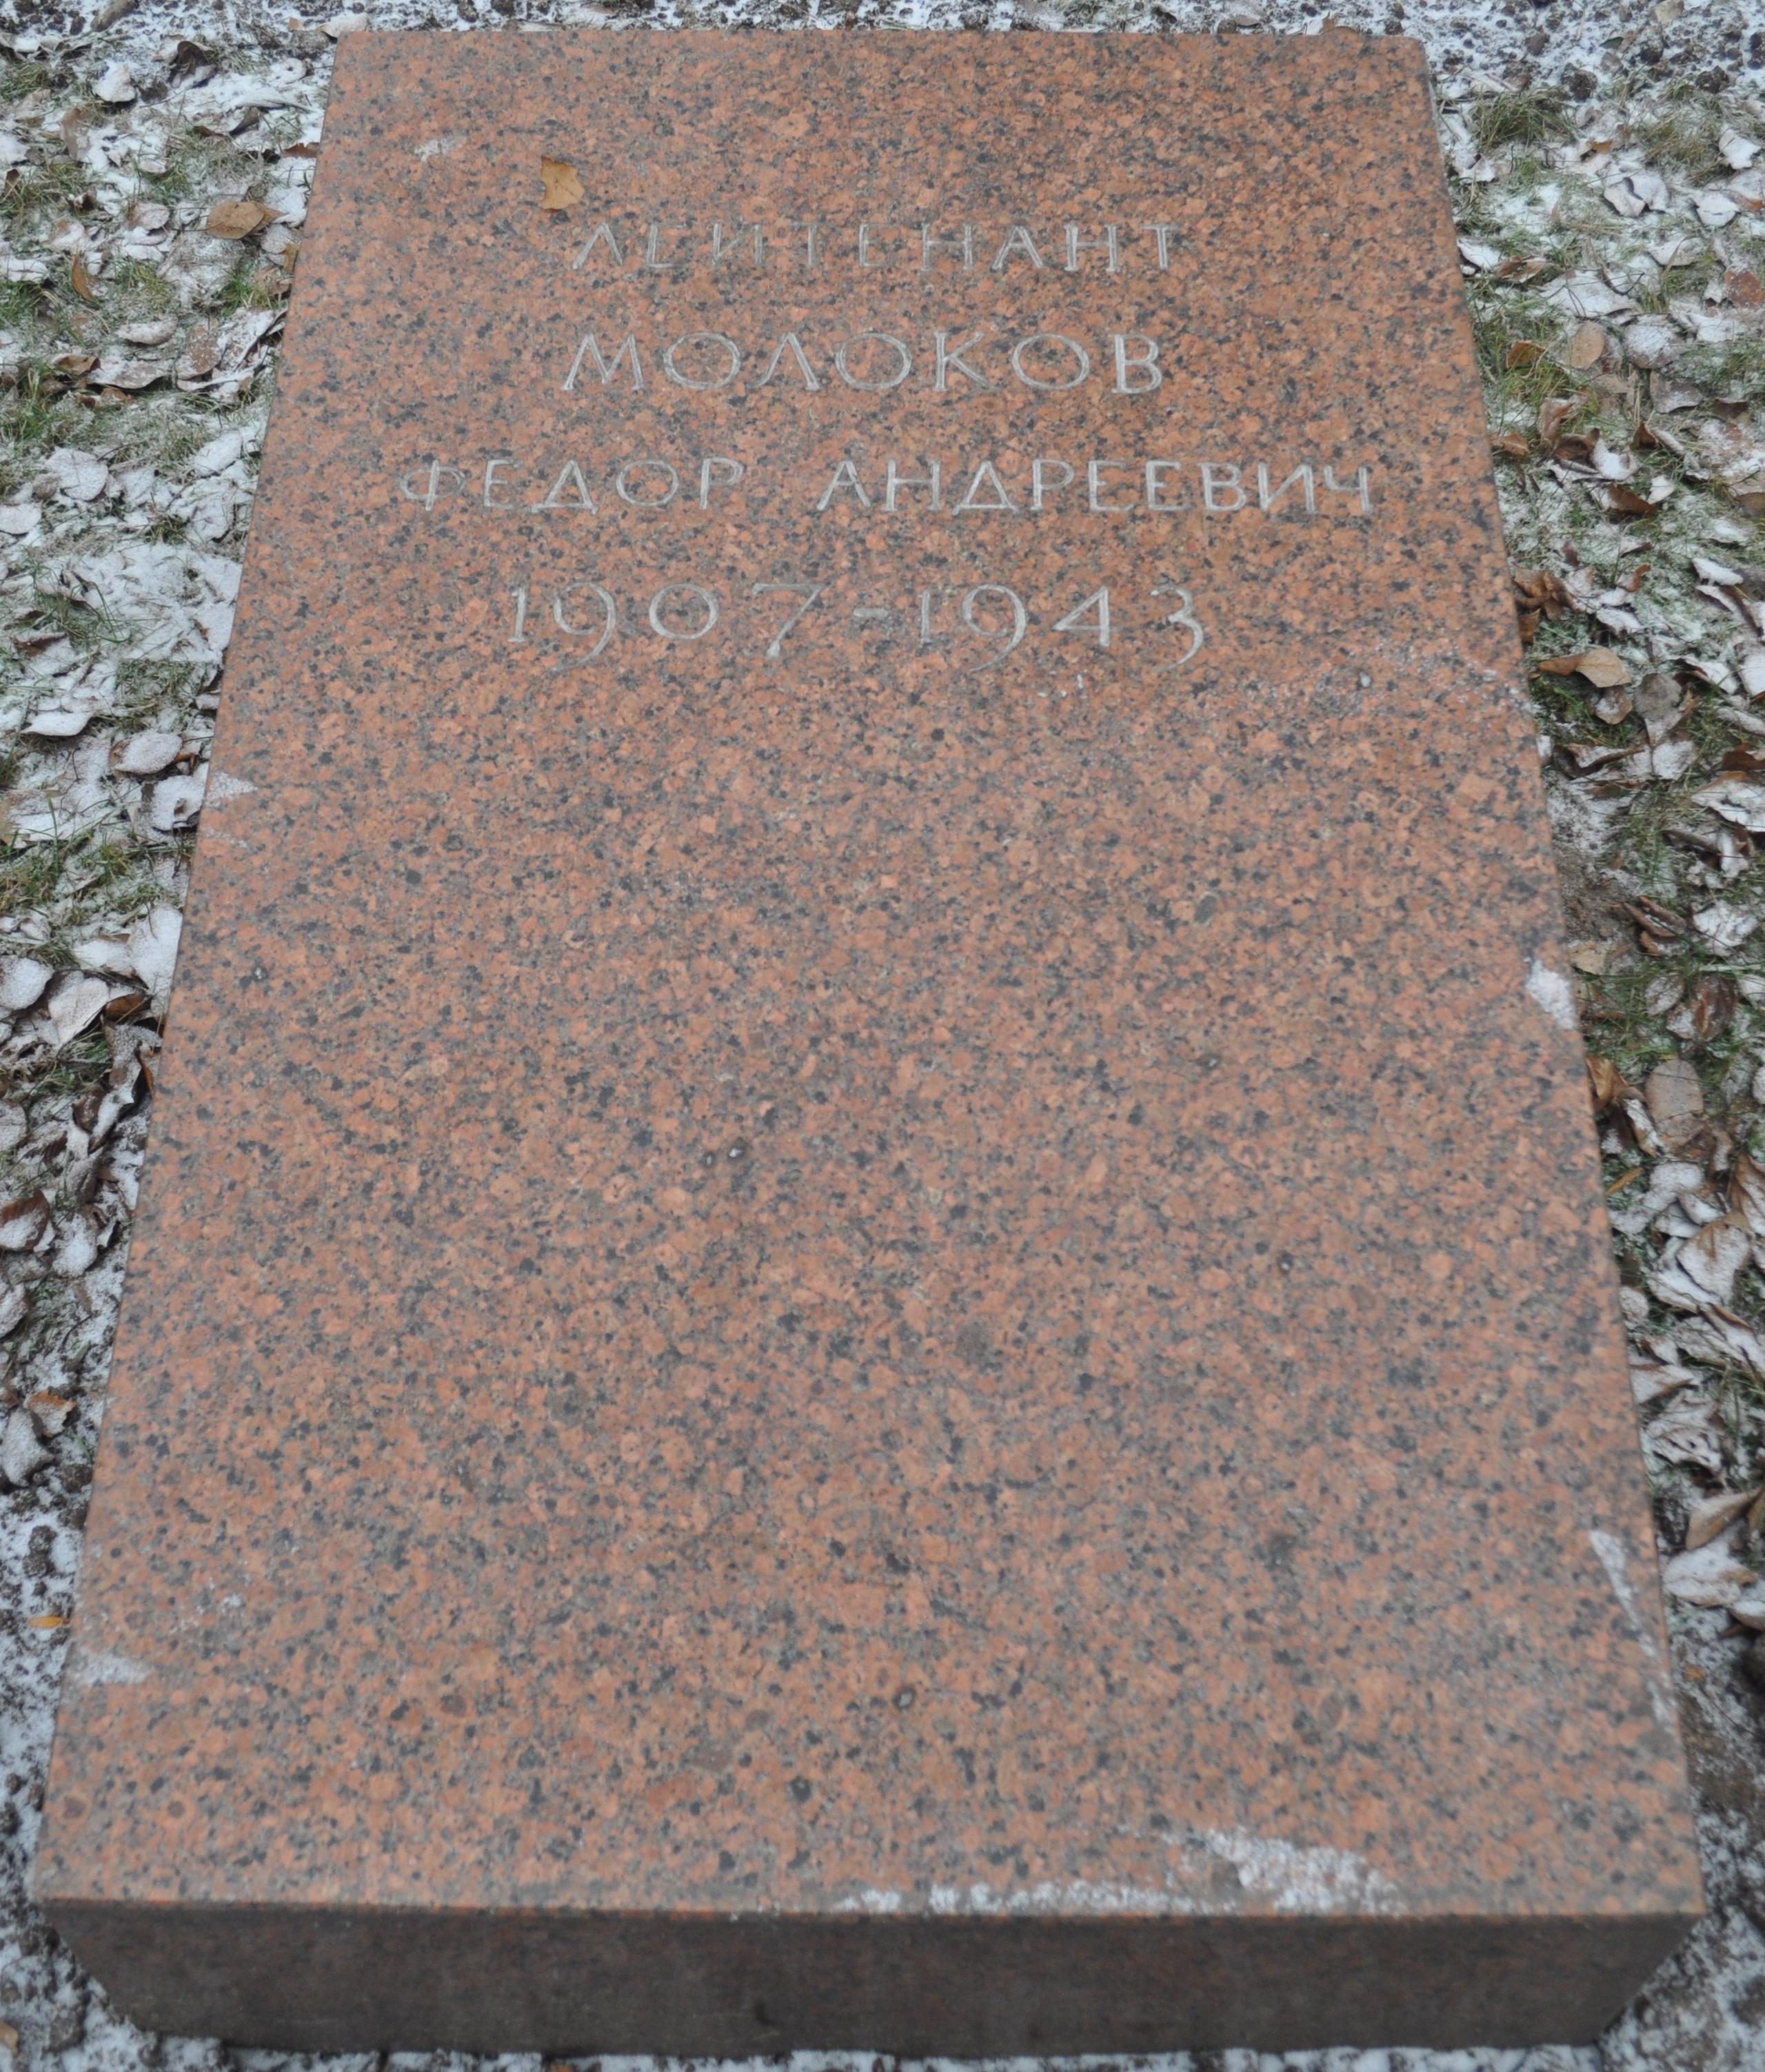 ЛЕЙТЕНАНТ
МОЛОКОВ
ФЕДОР АНДРЕЕВИЧ
1907-1943